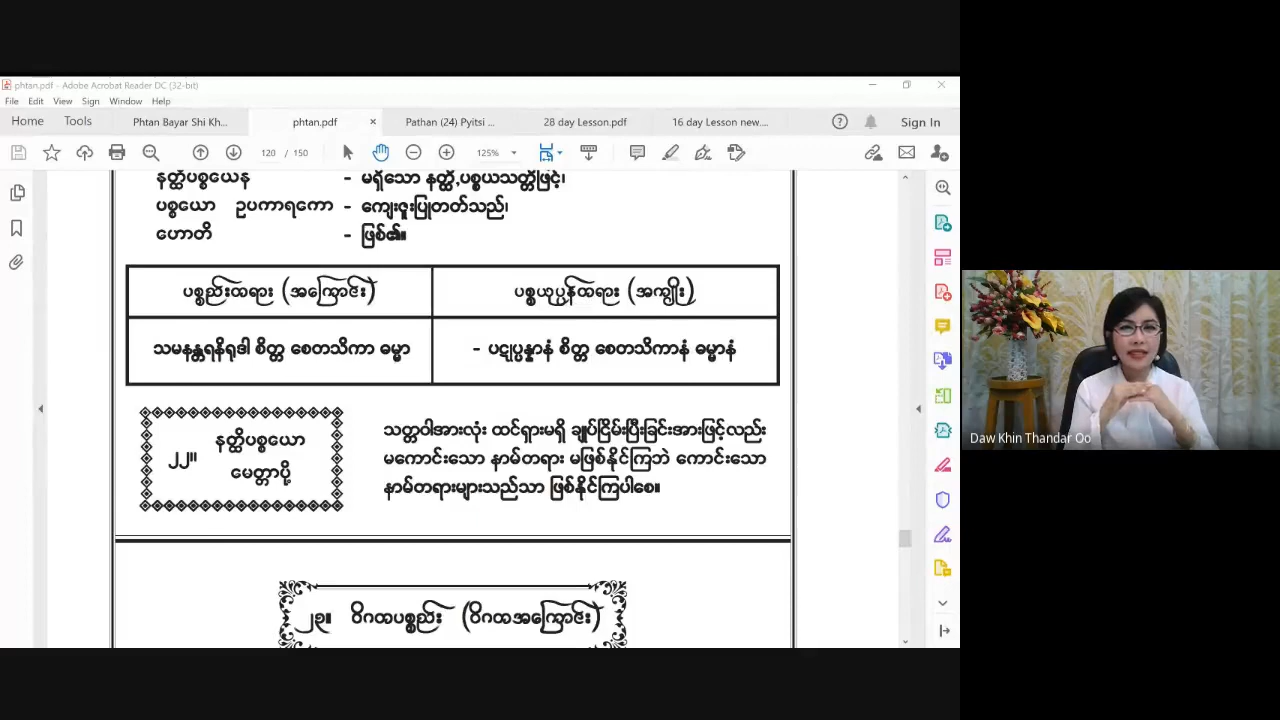 phtan.pdf - Adobe Acrobat Reader DC (32-bit)
File Edit View Sign Window Help
Home Tools Phtan Bayar Shi Kh... phtan.pdf Pathan (24) Pyitsi ... 28 day Lesson.pdf 16 day Lesson new.... Sign In
120 / 150 125%
နတ္ထိပစ္စယေန - မရှိသော နတ္ထိ,ပစ္စယသတ္တိဖြင့်၊
ပစ္စယော ဥပကာရကော - ကျေးဇူးပြုတတ်သည်၊
ဟောတိ - ဖြစ်၏။
ပစ္စည်းထရား (အကြောင်း) ပစ္စယုပ္ပန်ထရား (အကျိုး)
သမနန္တရနိရုဒါ စိတ္တ စေတသိကာ ဓမ္မာ - ပဋုပ္ပန္နာနံ စိတ္တ စေတသိကာနံ ဓမ္မာနံ
၂၂။ နတ္ထိပစ္စယော
မေတ္တာပို့
သတ္တဝါအားလုံး ထင်ရှားမရှိ ချုပ်ငြိမ်းပြီးခြင်းအားဖြင့်လည်း
မကောင်းသော နာမ်တရား မဖြစ်နိုင်ကြဘဲ ကောင်းသော
နာမ်တရားများသည်သာ ဖြစ်နိုင်ကြပါစေ။
၂၃။ ဝိဂထပစ္စည်း (ဝိဂထအကြောင်း)
Daw Khin Thandar Oo